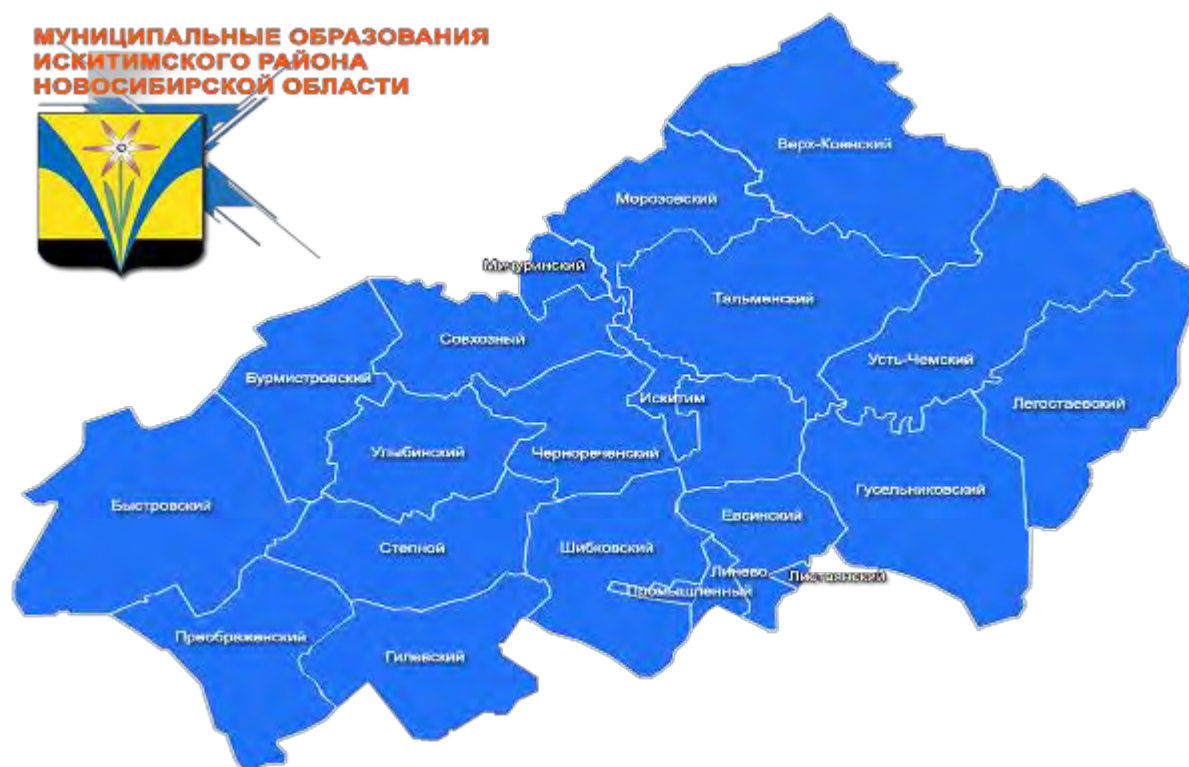 МУНИЦИПАЛЬНЫЕ ОБРАЗОВАНИЯ
ИСКИТИМСКОГО РАЙОНА
НОВОСИБИРСКОЙ ОБЛАСТИ
Верх-Коенский
Морозовский
Мичуринский
Тальменский
Совхозный
Усть-Чемский
Бурмистровский
Искитим
Легостаевский
Улыбинский
Чернореченский
Гусельниковский
Быстровский
Евсинский
Степной
Шибковский
Линево
Листвянский
Промышленный
Преображенский
Гилевский